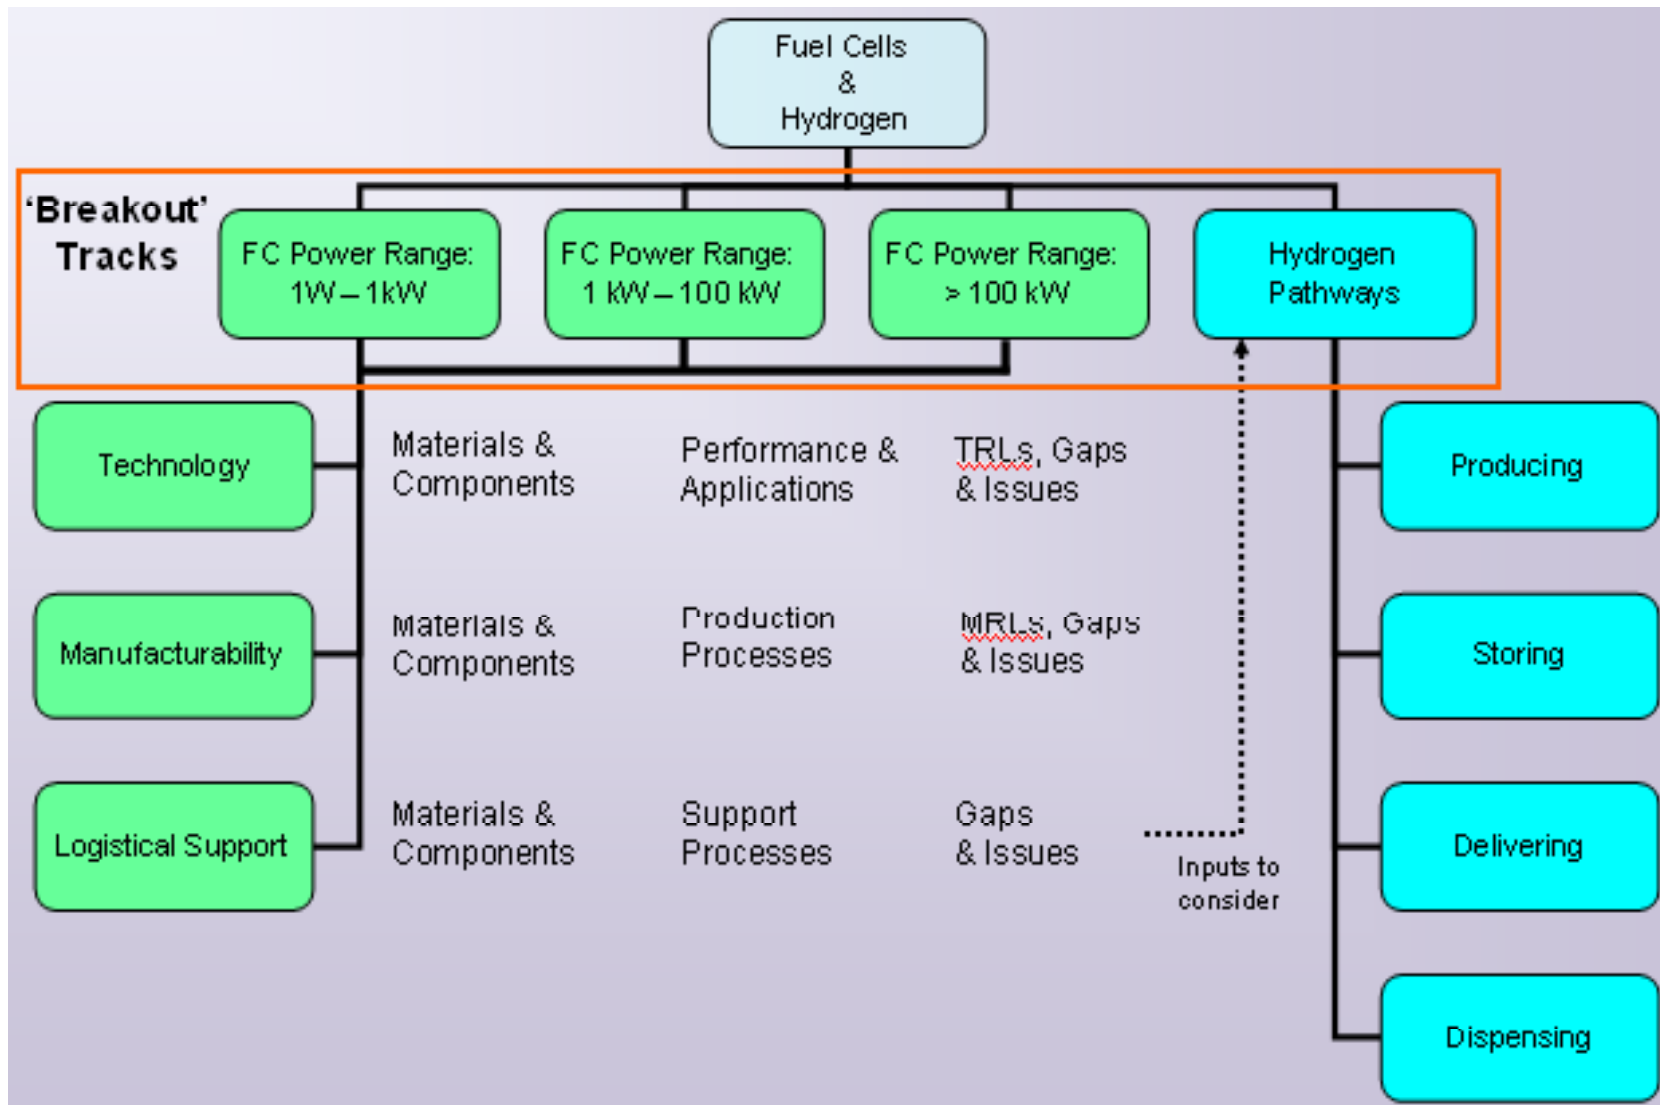 Fuel Cells
&
Hydrogen
‘Breakout’
Tracks
FC Power Range:
1W – 1kW
FC Power Range:
1 kW – 100 kW
FC Power Range:
> 100 kW
Hydrogen
Pathways
Technology
Materials &
Components
Performance &
Applications
TRLs, Gaps
& Issues
Producing
Manufacturability
Materials &
Components
Production
Processes
MRLs, Gaps
& Issues
Storing
Logistical Support
Materials &
Components
Support
Processes
Gaps
& Issues
Inputs to
consider
Delivering
Dispensing